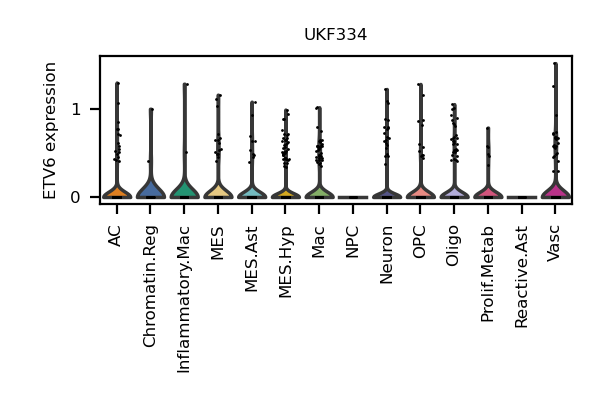 UKF334
ETV6 expression
1
0
AC
Chromatin.Reg
Inflammatory.Mac
MES
MES.Ast
MES.Hyp
Mac
NPC
Neuron
OPC
Oligo
Prolif.Metab
Reactive.Ast
Vasc